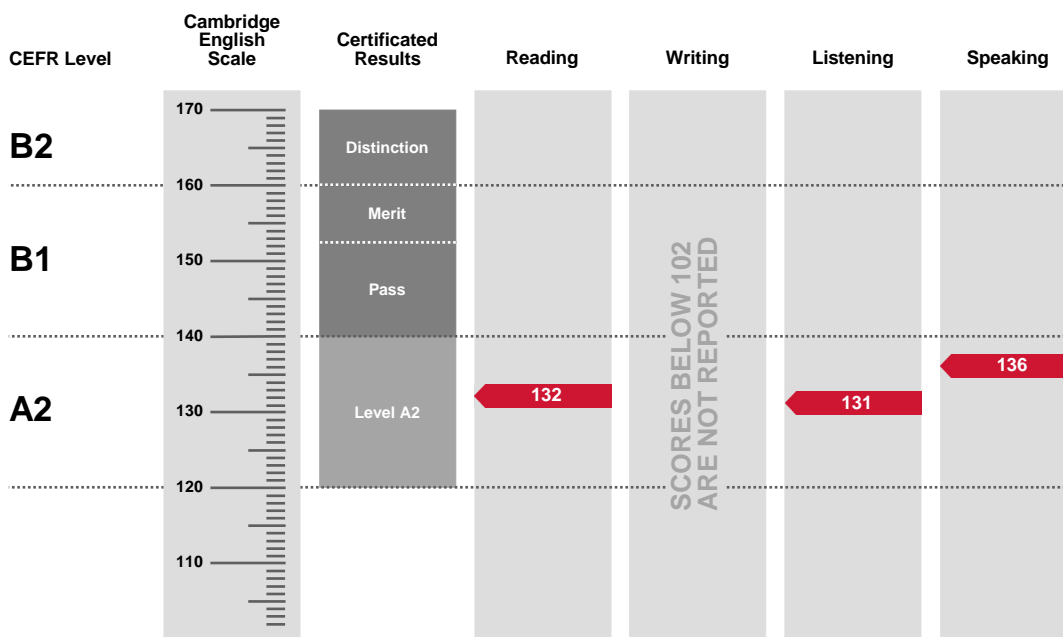 CEFR Level
Cambridge
English
Scale
Certificated
Results
Reading
Writing
Listening
Speaking
170
B2
Distinction
160
Merit
B1
150
Pass
140
136
132
131
A2
130
Level A2
SCORES BELOW 102
ARE NOT REPORTED
120
110